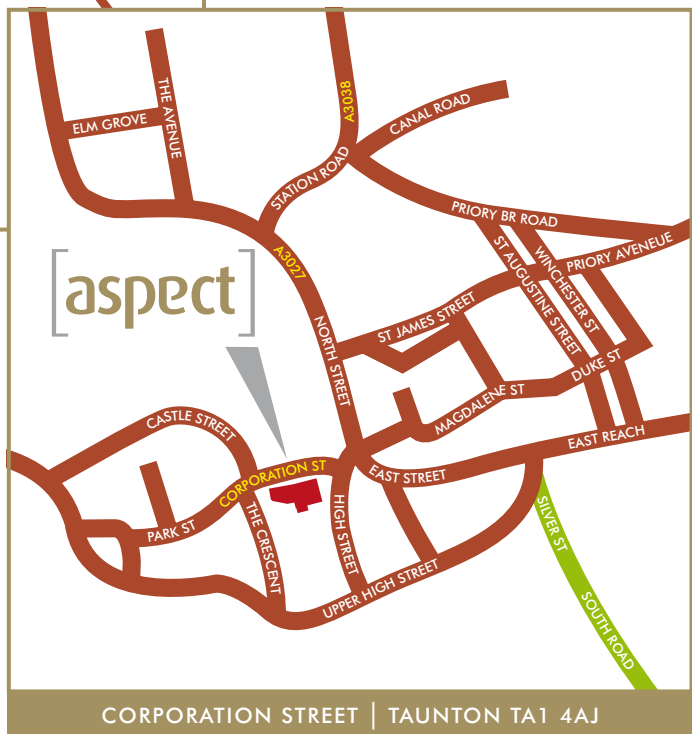 A3038
CANAL ROAD
THE AVENUE
ELM GROVE
STATION ROAD
PRIORY BR ROAD
ST AUGUSTINE STREET
WINCHESTER ST
PRIORY AVENEUE
A3027
[aspect]
NORTH STREET
ST JAMES STREET
DUKE ST
MAGDALENE ST
CASTLE STREET
EAST REACH
CORPORATION ST
EAST STREET
PARK ST
THE CRESCENT
HIGH STREET
SILVER ST
UPPER HIGH STREET
SOUTH ROAD
CORPORATION STREET | TAUNTON TA1 4AJ